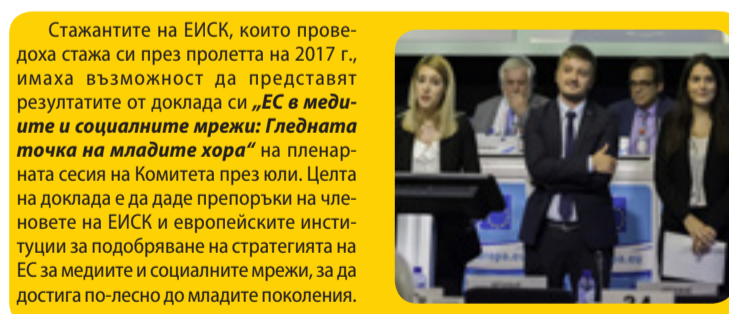 Стажантите на ЕИСК, които прове-
доха стажа си през пролетта на 2017 г.,
имаха възможност да представят
резултатите от доклада си „ЕС в меди-
ите и социалните мрежи: Гледната
точка на младите хора“ на пленар-
ната сесия на Комитета през юли. Целта
на доклада е да даде препоръки на чле-
новете на ЕИСК и европейските инсти-
туции за подобряване на стратегията на
ЕС за медиите и социалните мрежи, за да
достига по-лесно до младите поколения.